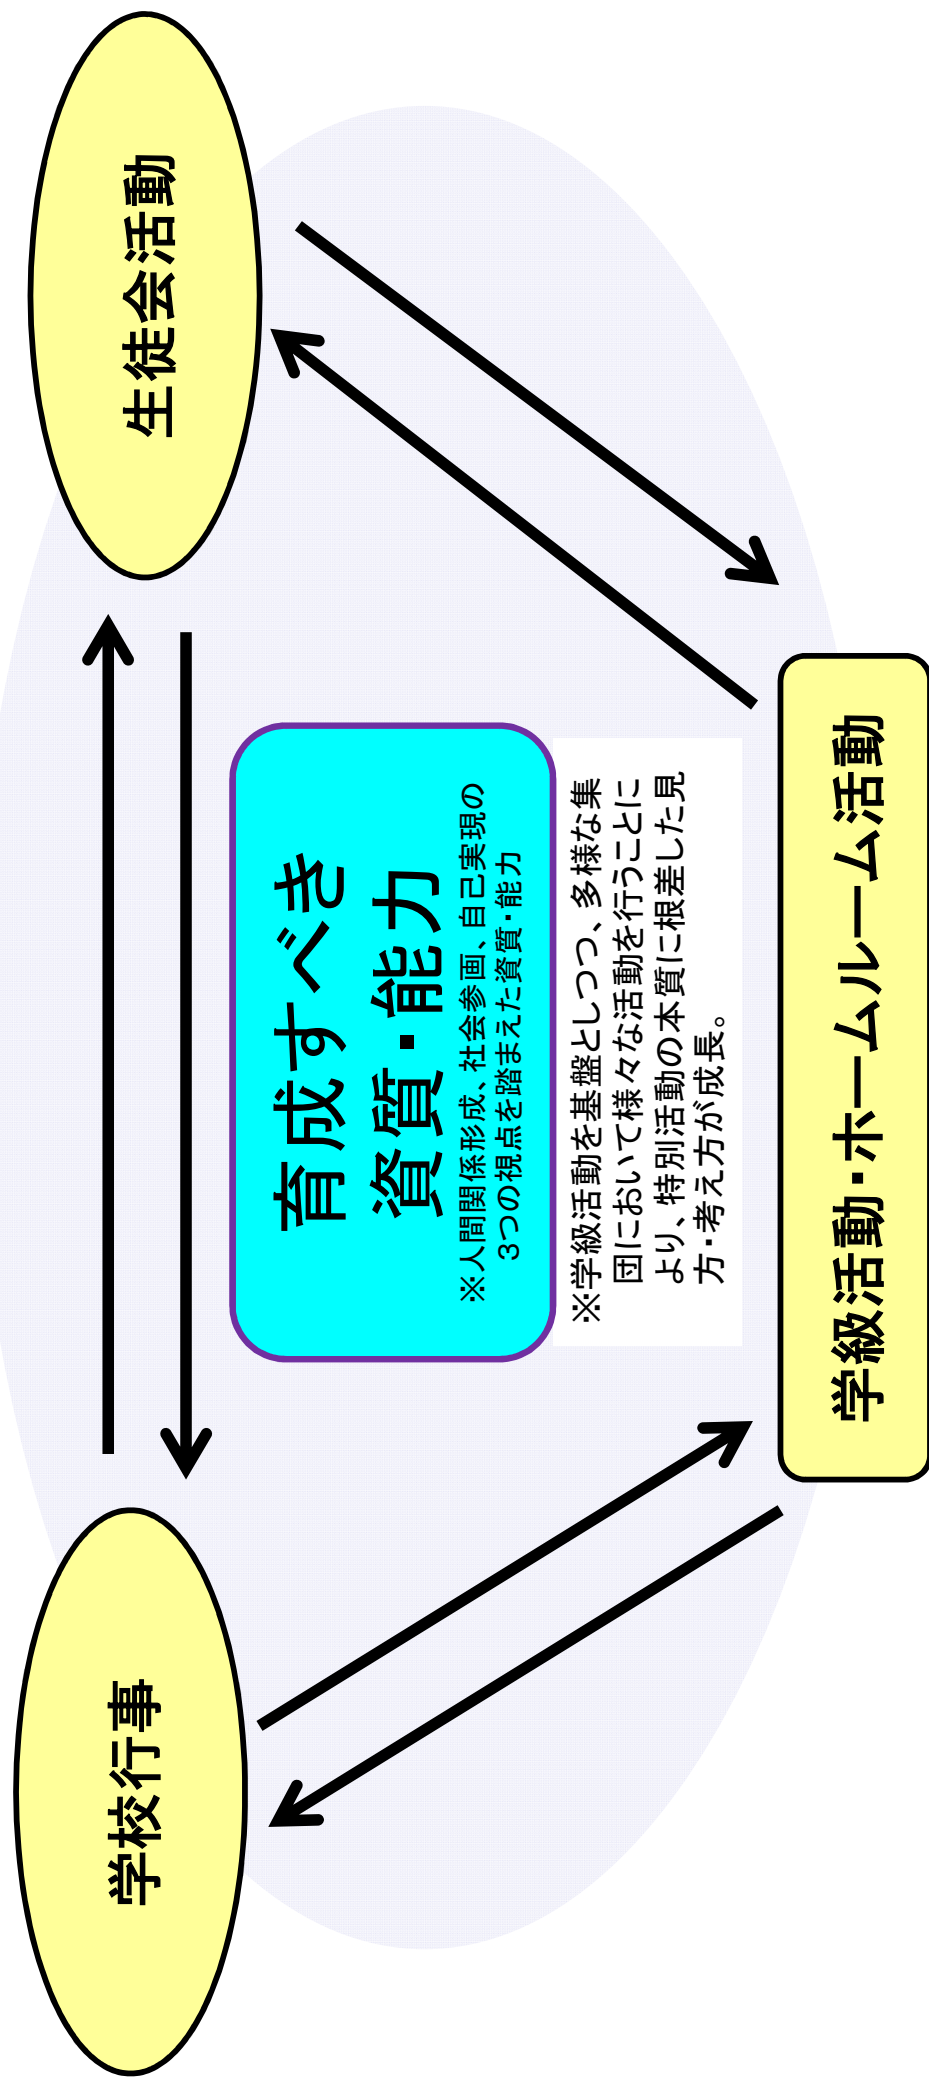 学校行事
生徒会活動
育成すべき
資質・能力
※人間関係形成、社会参画、自己実現の
3つの視点を踏まえた資質・能力
※学級活動を基盤としつつ、多様な集
団において様々な活動を行うことに
より、特別活動の本質に根差した見
方・考え方が成長。
学級活動・ホームルーム活動